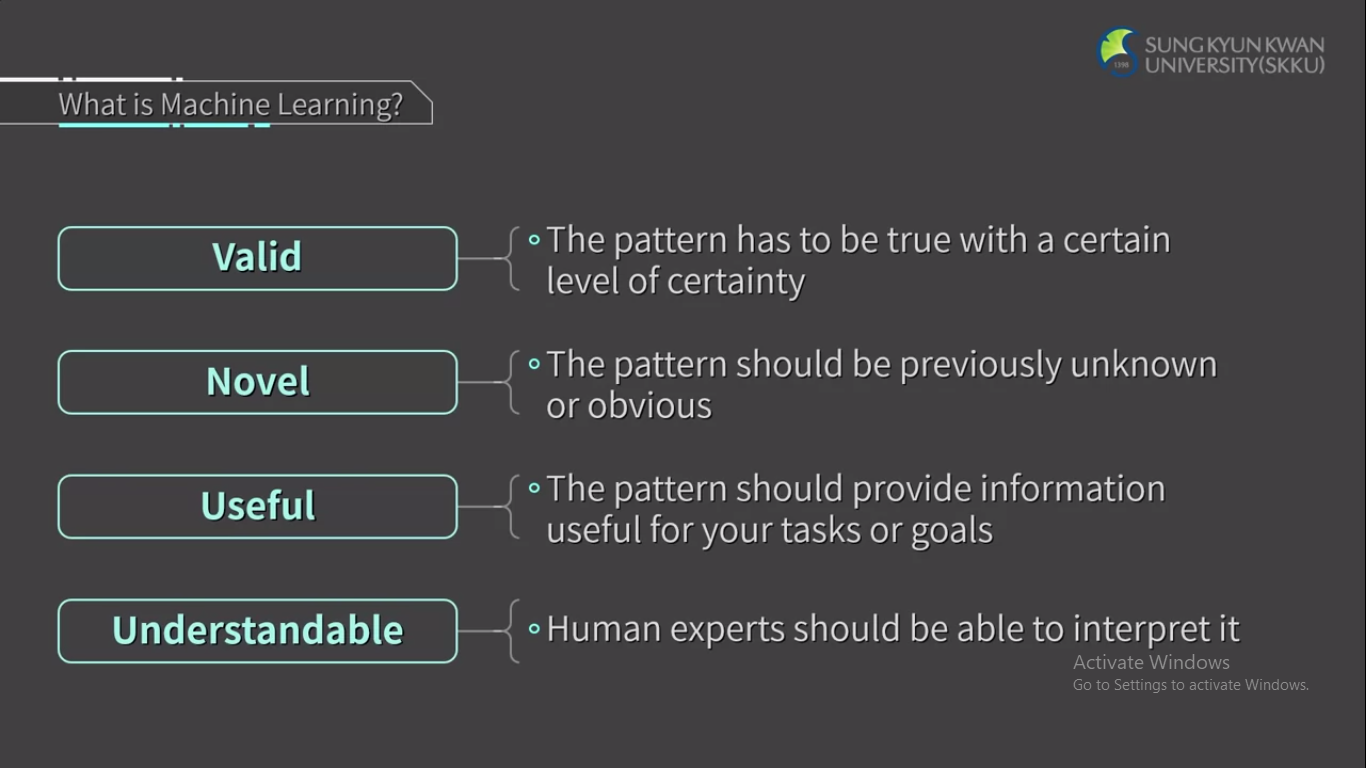 SUNG KYUN KWAN
UNIVERSITY(SKKU)
1398
What is Machine Learning?
Valid
The pattern has to be true with a certain
level of certainty
Novel
The pattern should be previously unknown
or obvious
Useful
The pattern should provide information
useful for your tasks or goals
Understandable
Human experts should be able to interpret it
Activate Windows
Go to Settings to activate Windows.